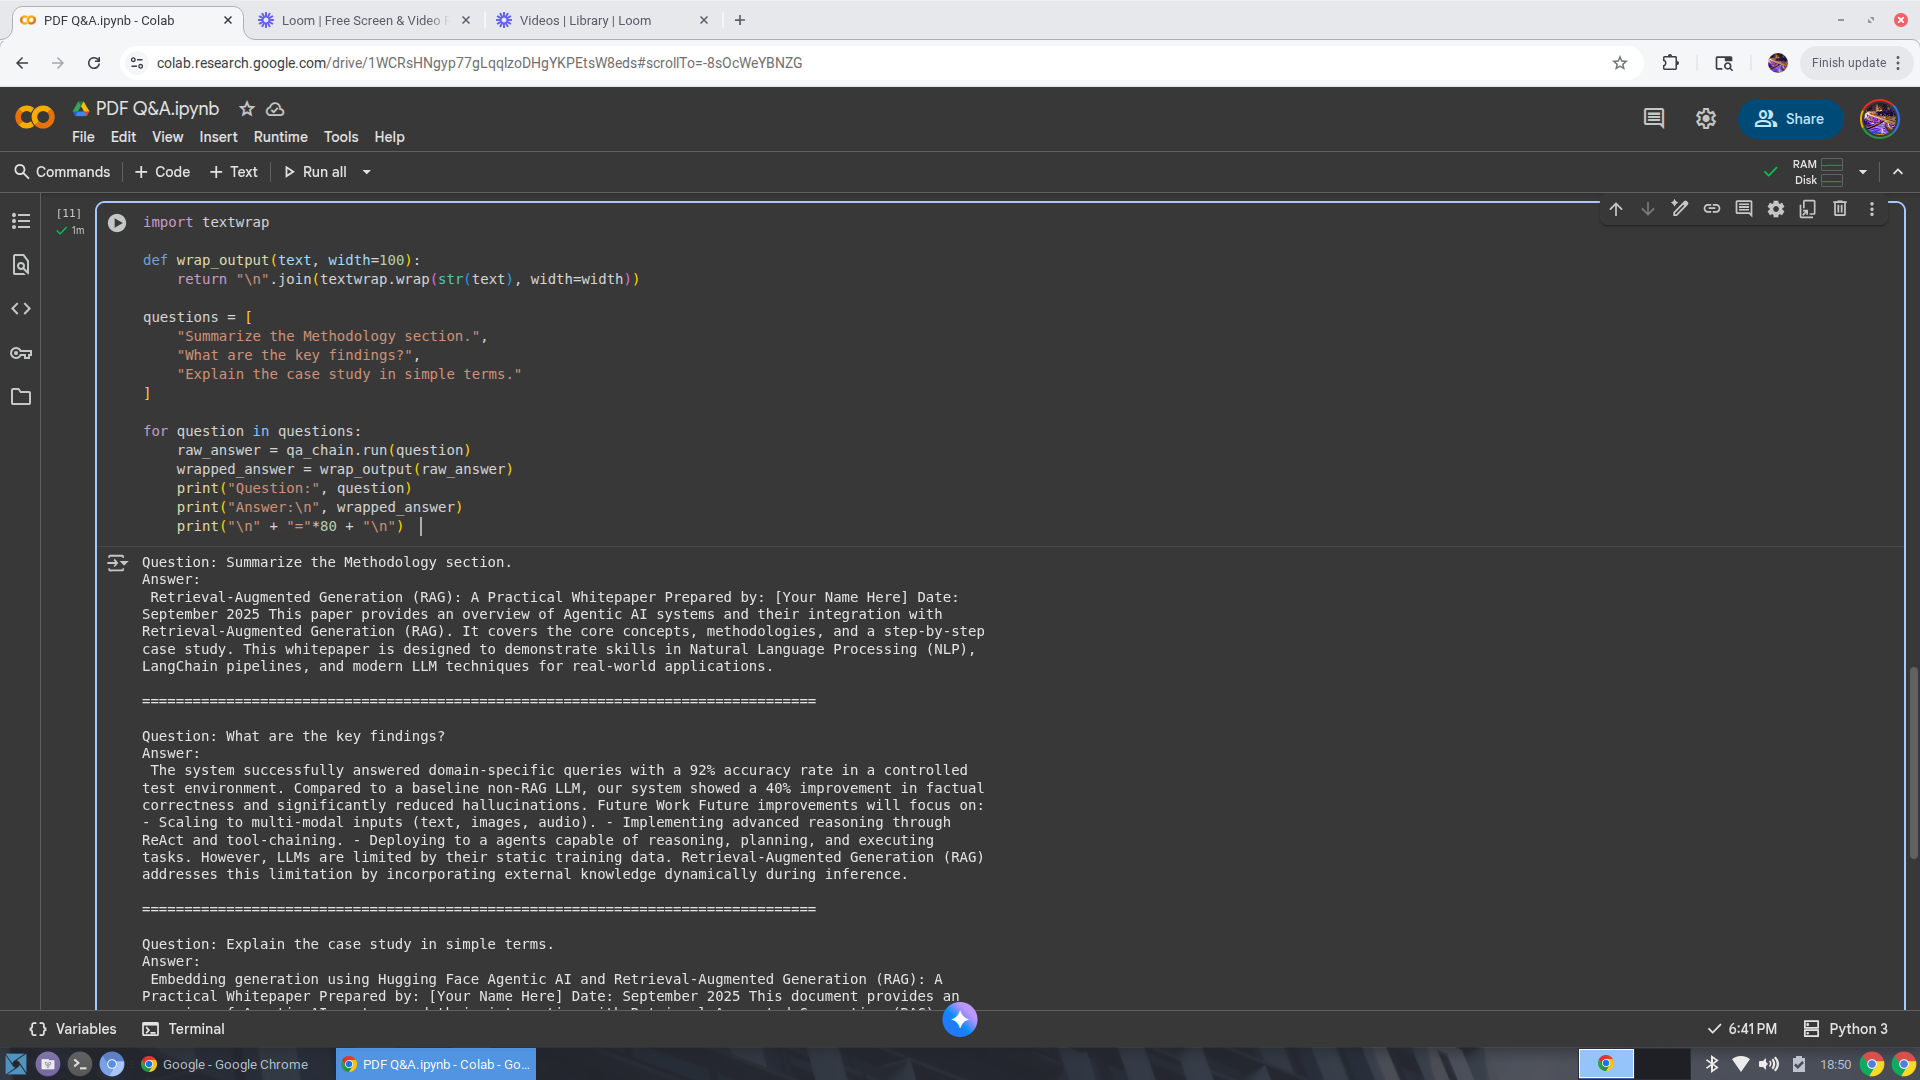 PDF Q&A.ipynb - Colab
Loom | Free Screen & Video
Videos | Library | Loom
colab.research.google.com/drive/1WCRsHNgyp77gLqqlzoDHgYKPEtsW8eds#scrollTo=-8sOcWeYBNZG
Finish update
PDF Q&A.ipynb
File Edit View Insert Runtime Tools Help
Share
Commands + Code + Text Run all
RAM
Disk
[11]
1m
import textwrap
def wrap_output(text, width=100):
    return "\n".join(textwrap.wrap(str(text), width=width))
questions = [
    "Summarize the Methodology section.",
    "What are the key findings?",
    "Explain the case study in simple terms."
]
for question in questions:
    raw_answer = qa_chain.run(question)
    wrapped_answer = wrap_output(raw_answer)
    print("Question:", question)
    print("Answer:\n", wrapped_answer)
    print("\n" + "="*80 + "\n")
Question: Summarize the Methodology section.
Answer:
 Retrieval-Augmented Generation (RAG): A Practical Whitepaper Prepared by: [Your Name Here] Date:
September 2025 This paper provides an overview of Agentic AI systems and their integration with
Retrieval-Augmented Generation (RAG). It covers the core concepts, methodologies, and a step-by-step
case study. This whitepaper is designed to demonstrate skills in Natural Language Processing (NLP),
LangChain pipelines, and modern LLM techniques for real-world applications.
================================================================================
Question: What are the key findings?
Answer:
 The system successfully answered domain-specific queries with a 92% accuracy rate in a controlled
test environment. Compared to a baseline non-RAG LLM, our system showed a 40% improvement in factual
correctness and significantly reduced hallucinations. Future Work Future improvements will focus on:
- Scaling to multi-modal inputs (text, images, audio). - Implementing advanced reasoning through
ReAct and tool-chaining. - Deploying to a agents capable of reasoning, planning, and executing
tasks. However, LLMs are limited by their static training data. Retrieval-Augmented Generation (RAG)
addresses this limitation by incorporating external knowledge dynamically during inference.
================================================================================
Question: Explain the case study in simple terms.
Answer:
 Embedding generation using Hugging Face Agentic AI and Retrieval-Augmented Generation (RAG): A
Practical Whitepaper Prepared by: [Your Name Here] Date: September 2025 This document provides an
Variables Terminal
6:41 PM Python 3
Google - Google Chrome
PDF Q&A.ipynb - Colab - Go...
18:50